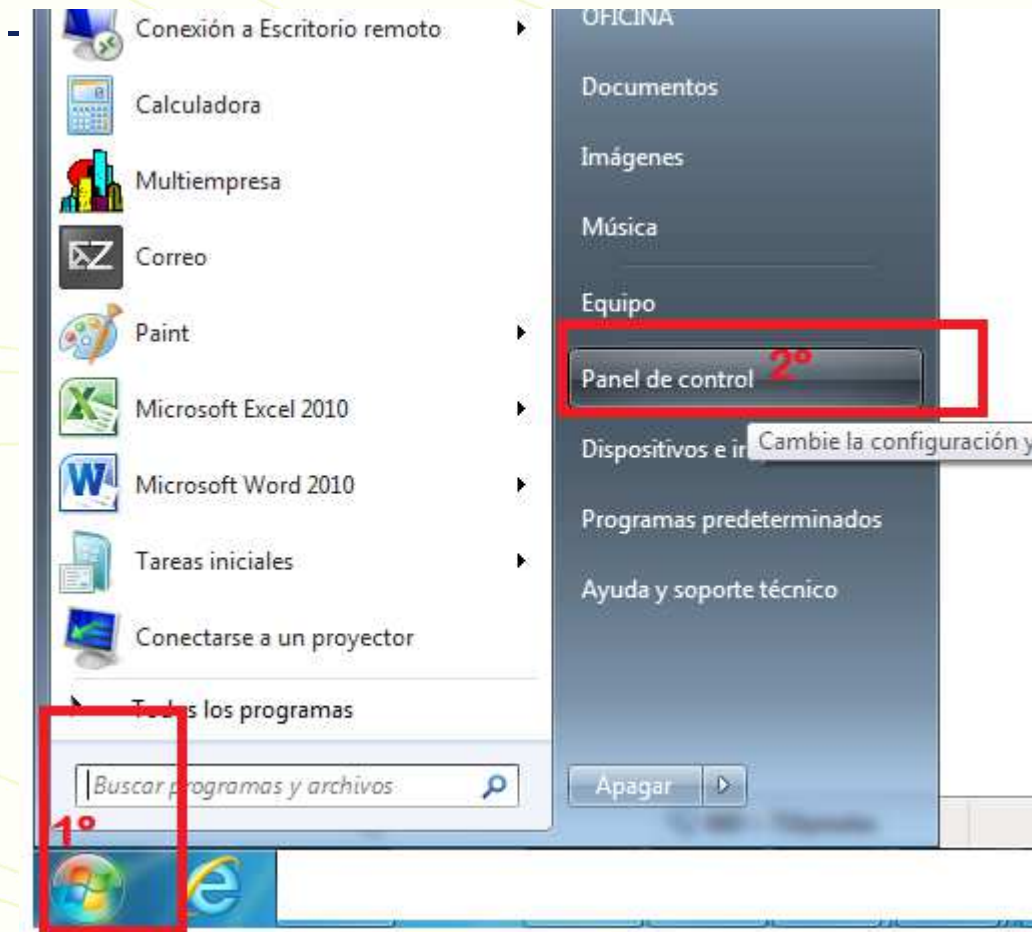 -
Conexión a Escritorio remoto
Calculadora
Multiempresa
Correo
Paint
Microsoft Excel 2010
Microsoft Word 2010
Tareas iniciales
Conectarse a un proyector
Todos los programas
Buscar programas y archivos
1º
OFICINA
Documentos
Imágenes
Música
Equipo
Panel de control 2º
Cambie la configuración y
Dispositivos e
Programas predeterminados
Ayuda y soporte técnico
Apagar